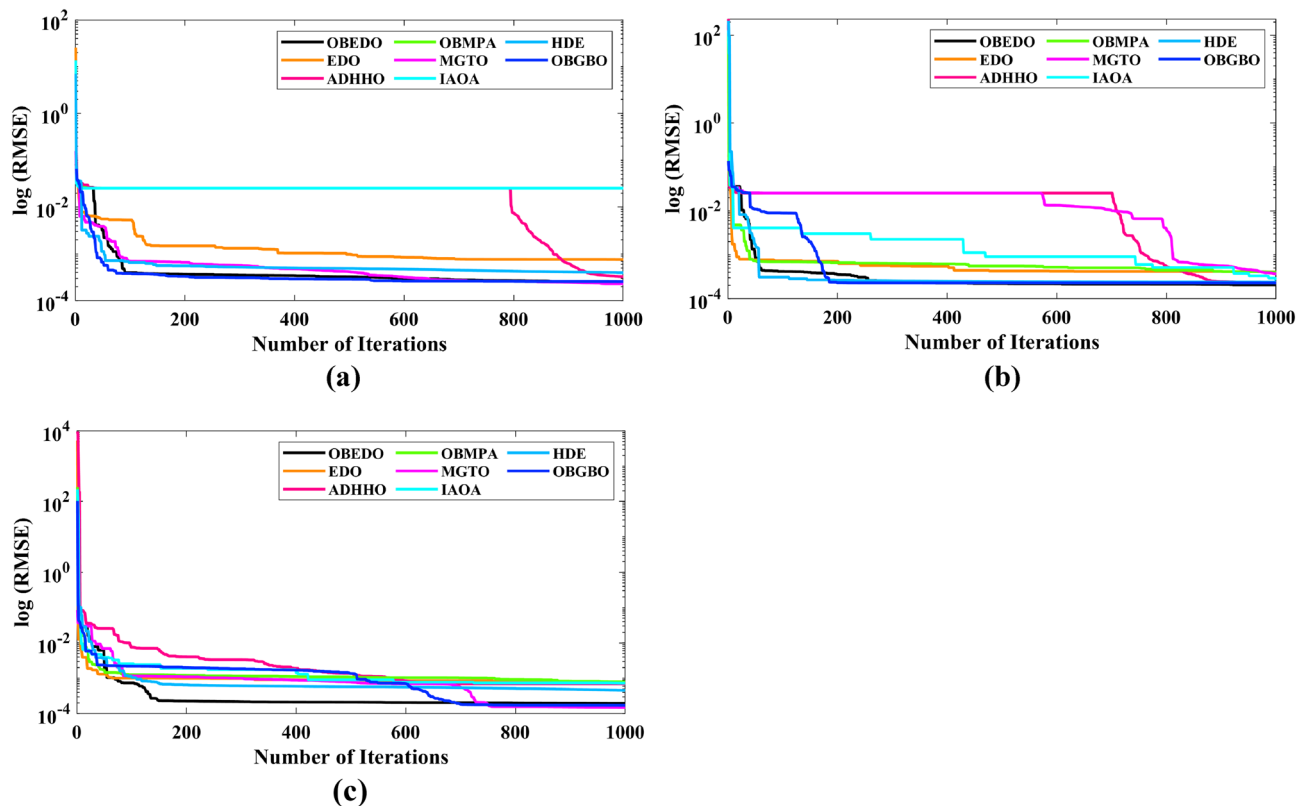 10^2
10^0
10^-2
10^-4
log (RMSE)
OBEDO OBMPA HDE
EDO MGTO OBGBO
ADHHO IAOA
0 200 400 600 800 1000
Number of Iterations
(a)
10^2
10^0
10^-2
10^-4
log (RMSE)
OBEDO OBMPA HDE
EDO MGTO OBGBO
ADHHO IAOA
0 200 400 600 800 1000
Number of Iterations
(b)
10^4
10^2
10^0
10^-2
10^-4
log (RMSE)
OBEDO OBMPA HDE
EDO MGTO OBGBO
ADHHO IAOA
0 200 400 600 800 1000
Number of Iterations
(c)